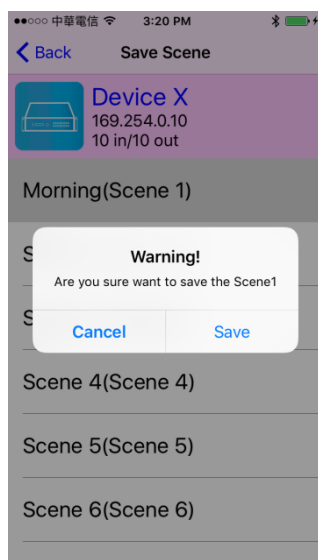 中華電信 3:20 PM
Back Save Scene
Device X
169.254.0.10
10 in/10 out
Morning(Scene 1)
S
Warning!
Are you sure want to save the Scene1
S
Cancel Save
Scene 4(Scene 4)
Scene 5(Scene 5)
Scene 6(Scene 6)